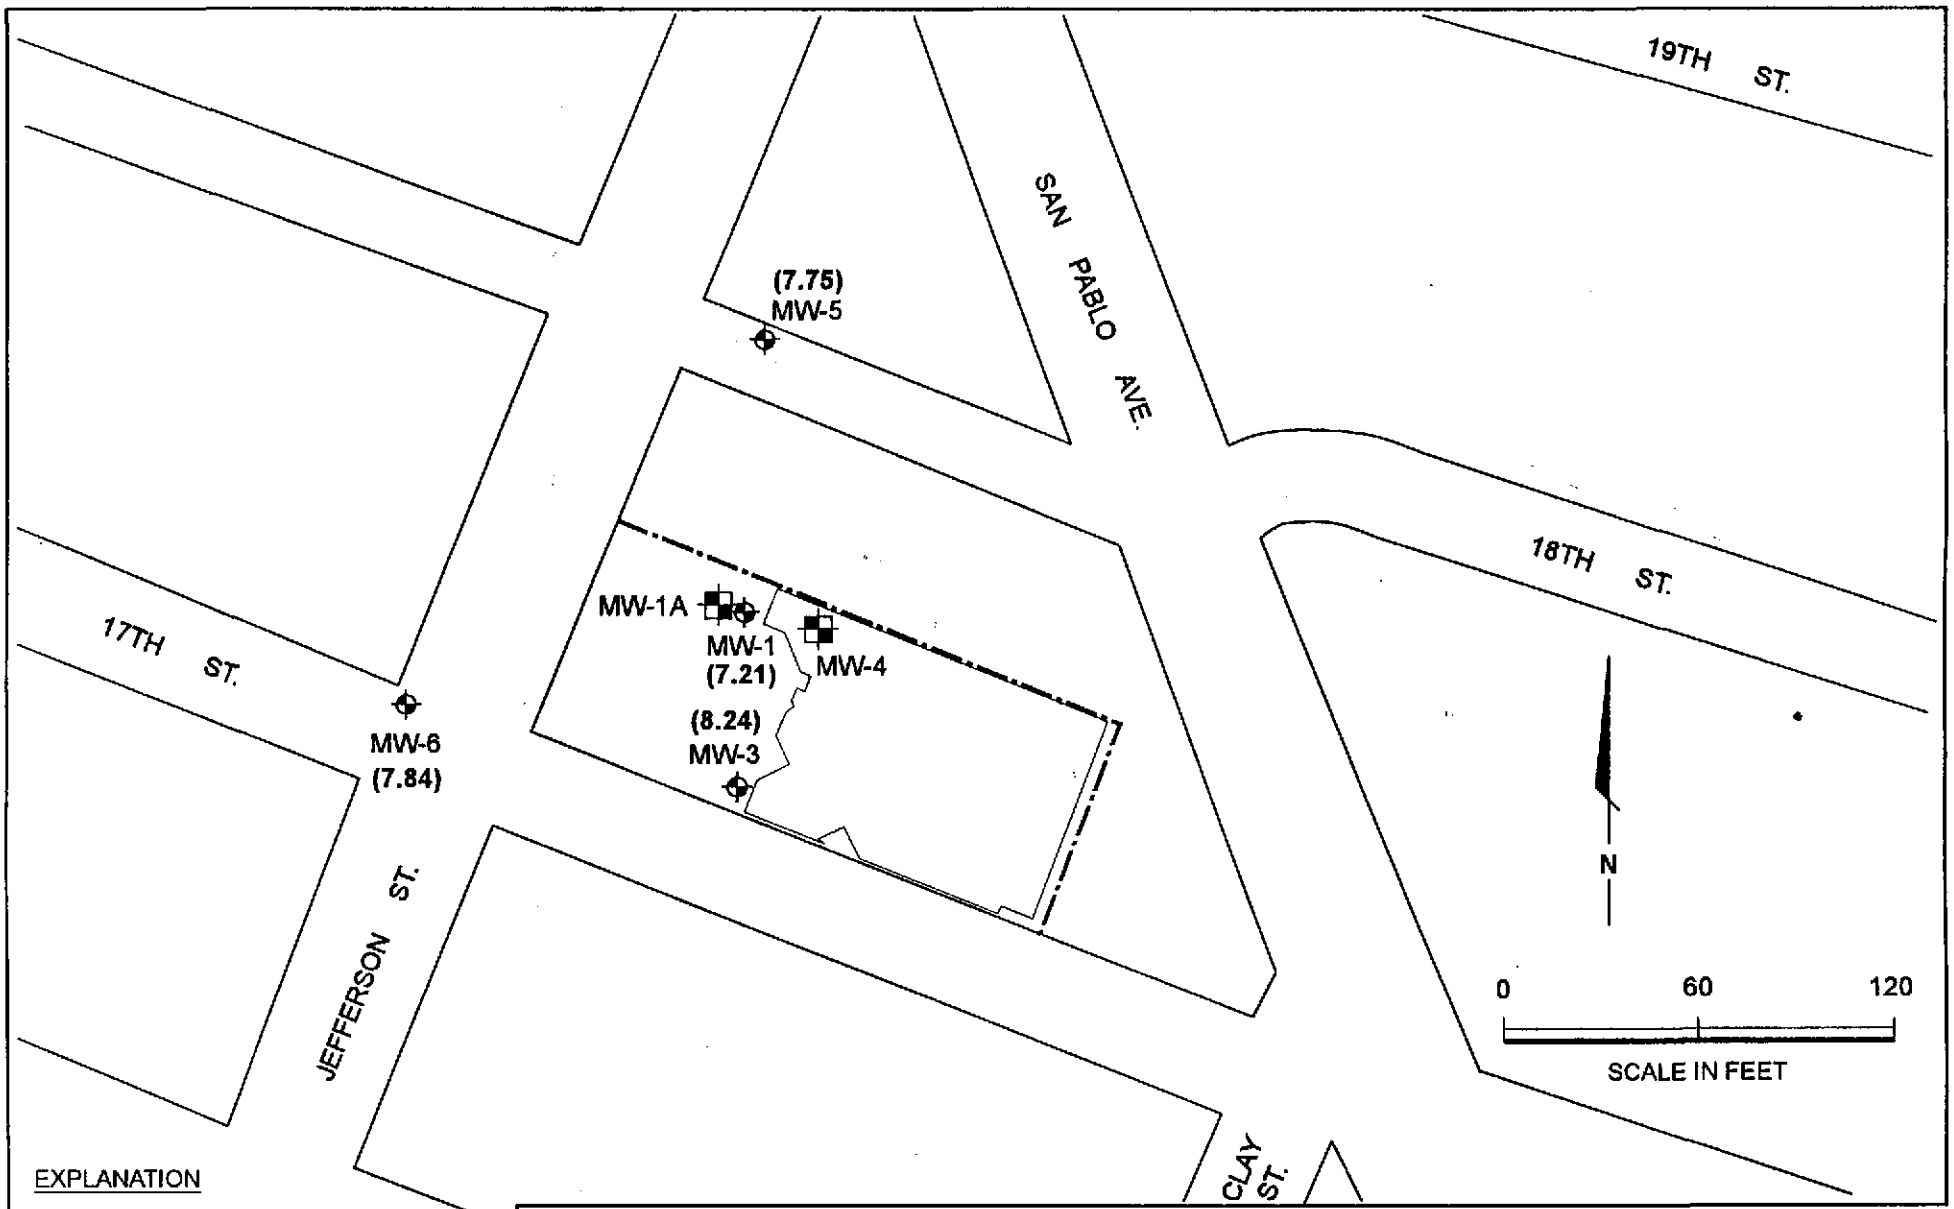 19TH ST.
SAN PABLO AVE.
(7.75)
MW-5
18TH ST.
MW-1A
MW-1
(7.21)
MW-4
17TH ST.
(8.24)
MW-3
MW-6
(7.84)
N
JEFFERSON ST.
0 60 120
SCALE IN FEET
CLAY
ST.
EXPLANATION